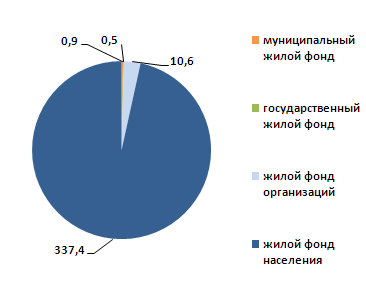 0,9
0,5
10,6
337,4
муниципальный
жилой фонд
государственный
жилой фонд
жилой фонд
организаций
жилой фонд
населения